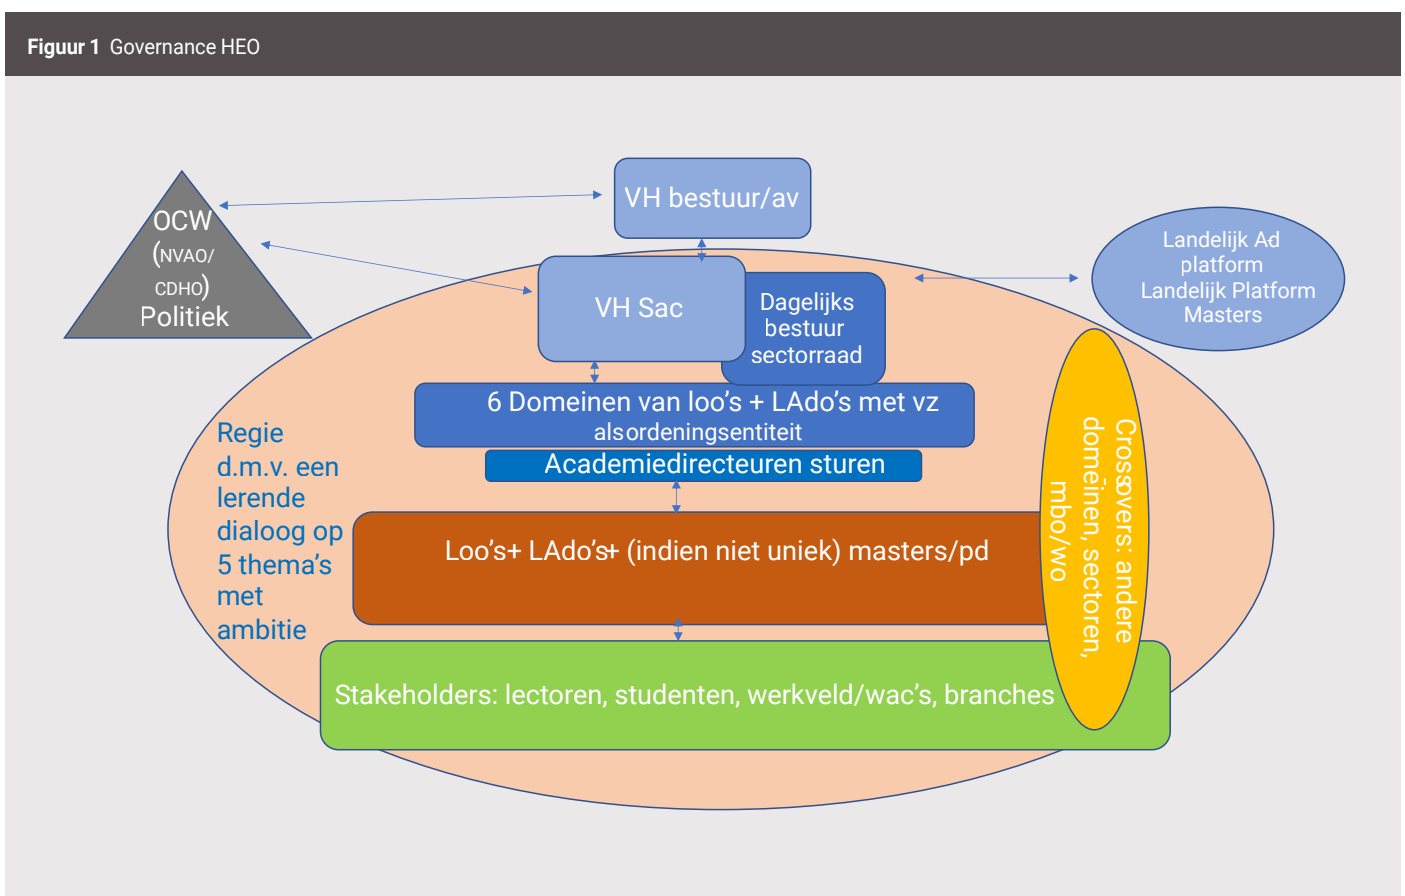 Figuur 1 Governance HEO
VH bestuur/av
OCW
(NVAO/
CDHO)
Politiek
Landelijk Ad
platform
Landelijk Platform
Masters
VH Sac
Dagelijks
bestuur
sectorraad
6 Domeinen van loo's + LAdo's met vz
alsordeningsentiteit
Academiedirecteuren sturen
Regie
d.m.v. een
lerende
dialoog op
5 thema's
met
ambitie
Loo's+ LAdo's+ (indien niet uniek) masters/pd
Crossovers: andere
domeinen, sectoren,
mbo/wo
Stakeholders: lectoren, studenten, werkveld/wac's, branches